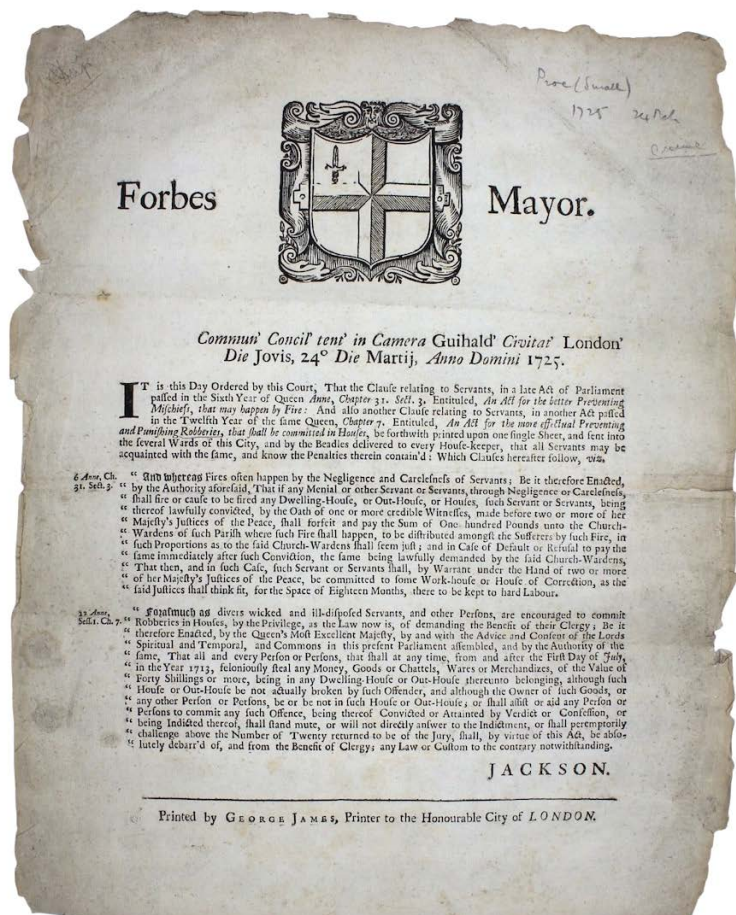 Proc (Small)
1725 24 Mch
Forbes Mayor.
Commun' Concil' tent' in Camera Guihald' Civitat' London'
Die Jovis, 24° Die Martij, Anno Domini 1725.
IT is this Day Ordered by this Court, That the Clauſe relating to Servants, in a late Act of Parliament
paſſed in the Sixth Year of Queen Anne, Chapter 31. Sect. 3. Entituled, An Act for the better Preventing
Miſchiefs, that may happen by Fire: And alſo another Clauſe relating to Servants, in another Act paſſed
in the Twelfth Year of the ſame Queen, Chapter 7. Entituled, An Act for the more effectual Preventing
and Puniſhing Robberies, that ſhall be committed in Houſes, be forthwith printed upon one ſingle Sheet, and ſent into
the ſeveral Wards of this City, and by the Beadles delivered to every Houſe-keeper, that all Servants may be
acquainted with the ſame, and know the Penalties therein contain'd: Which Clauſes hereafter follow, viz.
6 Anne, Ch. 31. Sect. 3.
“ And whereas Fires often happen by the Negligence and Careleſneſs of Servants; Be it therefore Enacted,
“ by the Authority aforeſaid, That if any Menial or other Servant or Servants, through Negligence or Careleſneſs,
“ ſhall fire or cauſe to be fired any Dwelling-Houſe, or Out-Houſe, or Houſes, ſuch Servant or Servants, being
“ thereof lawfully convicted, by the Oath of one or more credible Witneſſes, made before two or more of her
“ Majeſty's Juſtices of the Peace, ſhall forfeit and pay the Sum of One hundred Pounds unto the Church-
“ Wardens of ſuch Pariſh where ſuch Fire ſhall happen, to be diſtributed amongſt the Sufferers by ſuch Fire, in
“ ſuch Proportions as to the ſaid Church-Wardens ſhall ſeem juſt; and in Caſe of Default or Refuſal to pay the
“ ſame immediately after ſuch Conviction, the ſame being lawfully demanded by the ſaid Church-Wardens,
“ That then, and in ſuch Caſe, ſuch Servant or Servants ſhall, by Warrant under the Hand of two or more
“ of her Majeſty's Juſtices of the Peace, be committed to ſome Work-houſe or Houſe of Correction, as the
“ ſaid Juſtices ſhall think fit, for the Space of Eighteen Months, there to be kept to hard Labour.
12 Anne, Seſſ. 1. Ch. 7.
“ Foraſmuch as divers wicked and ill-diſpoſed Servants, and other Perſons, are encouraged to commit
“ Robberies in Houſes, by the Privilege, as the Law now is, of demanding the Benefit of their Clergy; Be it
“ therefore Enacted, by the Queen's Moſt Excellent Majeſty, by and with the Advice and Conſent of the Lords
“ Spiritual and Temporal, and Commons in this preſent Parliament aſſembled, and by the Authority of the
“ ſame, That all and every Perſon or Perſons, that ſhall at any time, from and after the Firſt Day of July,
“ in the Year 1713, feloniouſly ſteal any Money, Goods or Chattels, Wares or Merchandizes, of the Value of
“ Forty Shillings or more, being in any Dwelling-Houſe or Out-Houſe thereunto belonging, although ſuch
“ Houſe or Out-Houſe be not actually broken by ſuch Offender, and although the Owner of ſuch Goods, or
“ any other Perſon or Perſons, be or be not in ſuch Houſe or Out-Houſe; or ſhall aſſiſt or aid any Perſon or
“ Perſons to commit any ſuch Offence, being thereof Convicted or Attainted by Verdict or Confeſſion, or
“ being Indicted thereof, ſhall ſtand mute, or will not directly anſwer to the Indictment, or ſhall peremptorily
“ challenge above the Number of Twenty returned to be of the Jury, ſhall, by virtue of this Act, be abſo-
“ lutely debarr'd of, and from the Benefit of Clergy; any Law or Cuſtom to the contrary notwithſtanding.
JACKSON.
Printed by GEORGE JAMES, Printer to the Honourable City of LONDON.